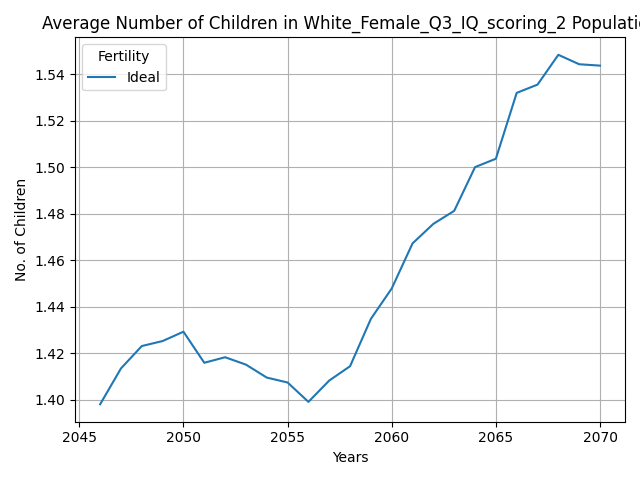 Average Number of Children in White_Female_Q3_IQ_scoring_2 Populatio
Fertility
Ideal
1.54
1.52
1.50
1.48
1.46
1.44
1.42
1.40
No. of Children
2045 2050 2055 2060 2065 2070
Years